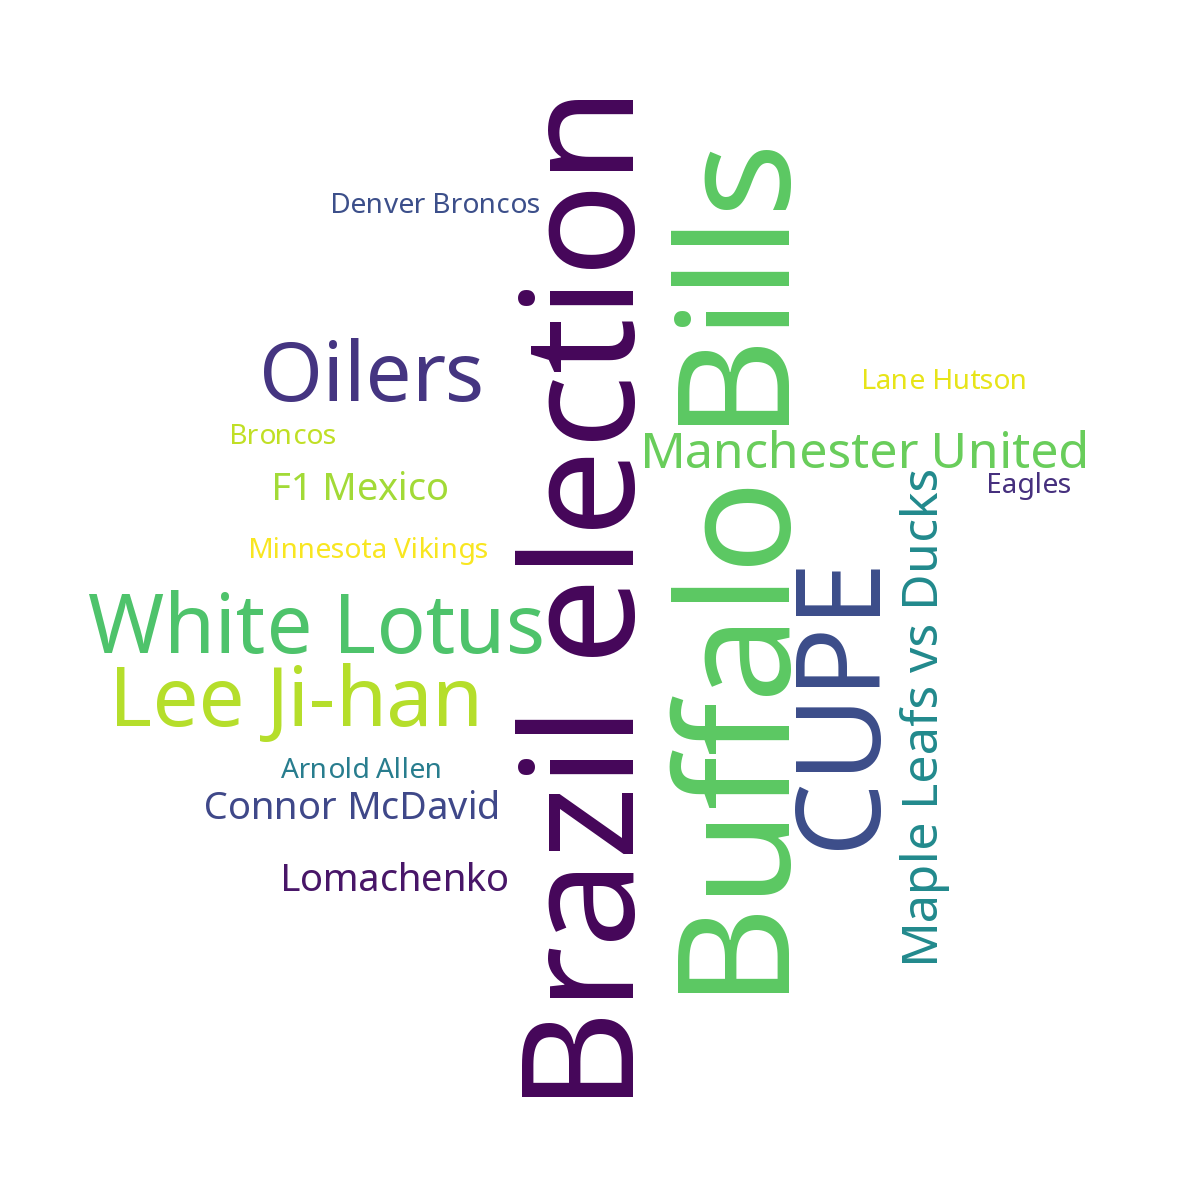 Denver Broncos
Brazil election
Buffalo Bills
Oilers
Lane Hutson
Broncos
Manchester United
F1 Mexico
Eagles
Minnesota Vikings
CUPE
Maple Leafs vs Ducks
White Lotus
Lee Ji-han
Arnold Allen
Connor McDavid
Lomachenko